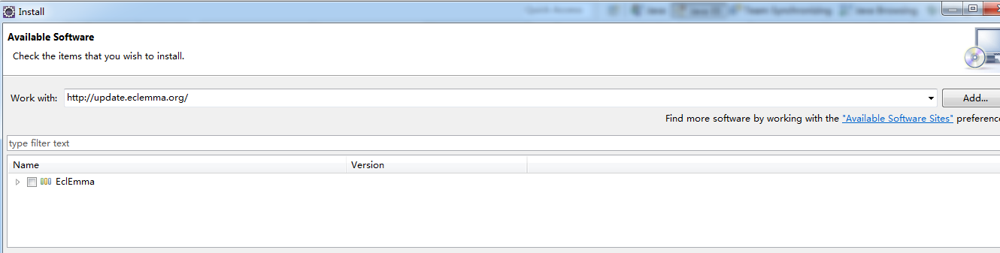 Install
Quick Access Java Java EE Team Synchronizing Java Browsing
Available Software
Check the items that you wish to install.
Work with: http://update.eclemma.org/ Add...
Find more software by working with the "Available Software Sites" preference
type filter text
Name Version
EclEmma